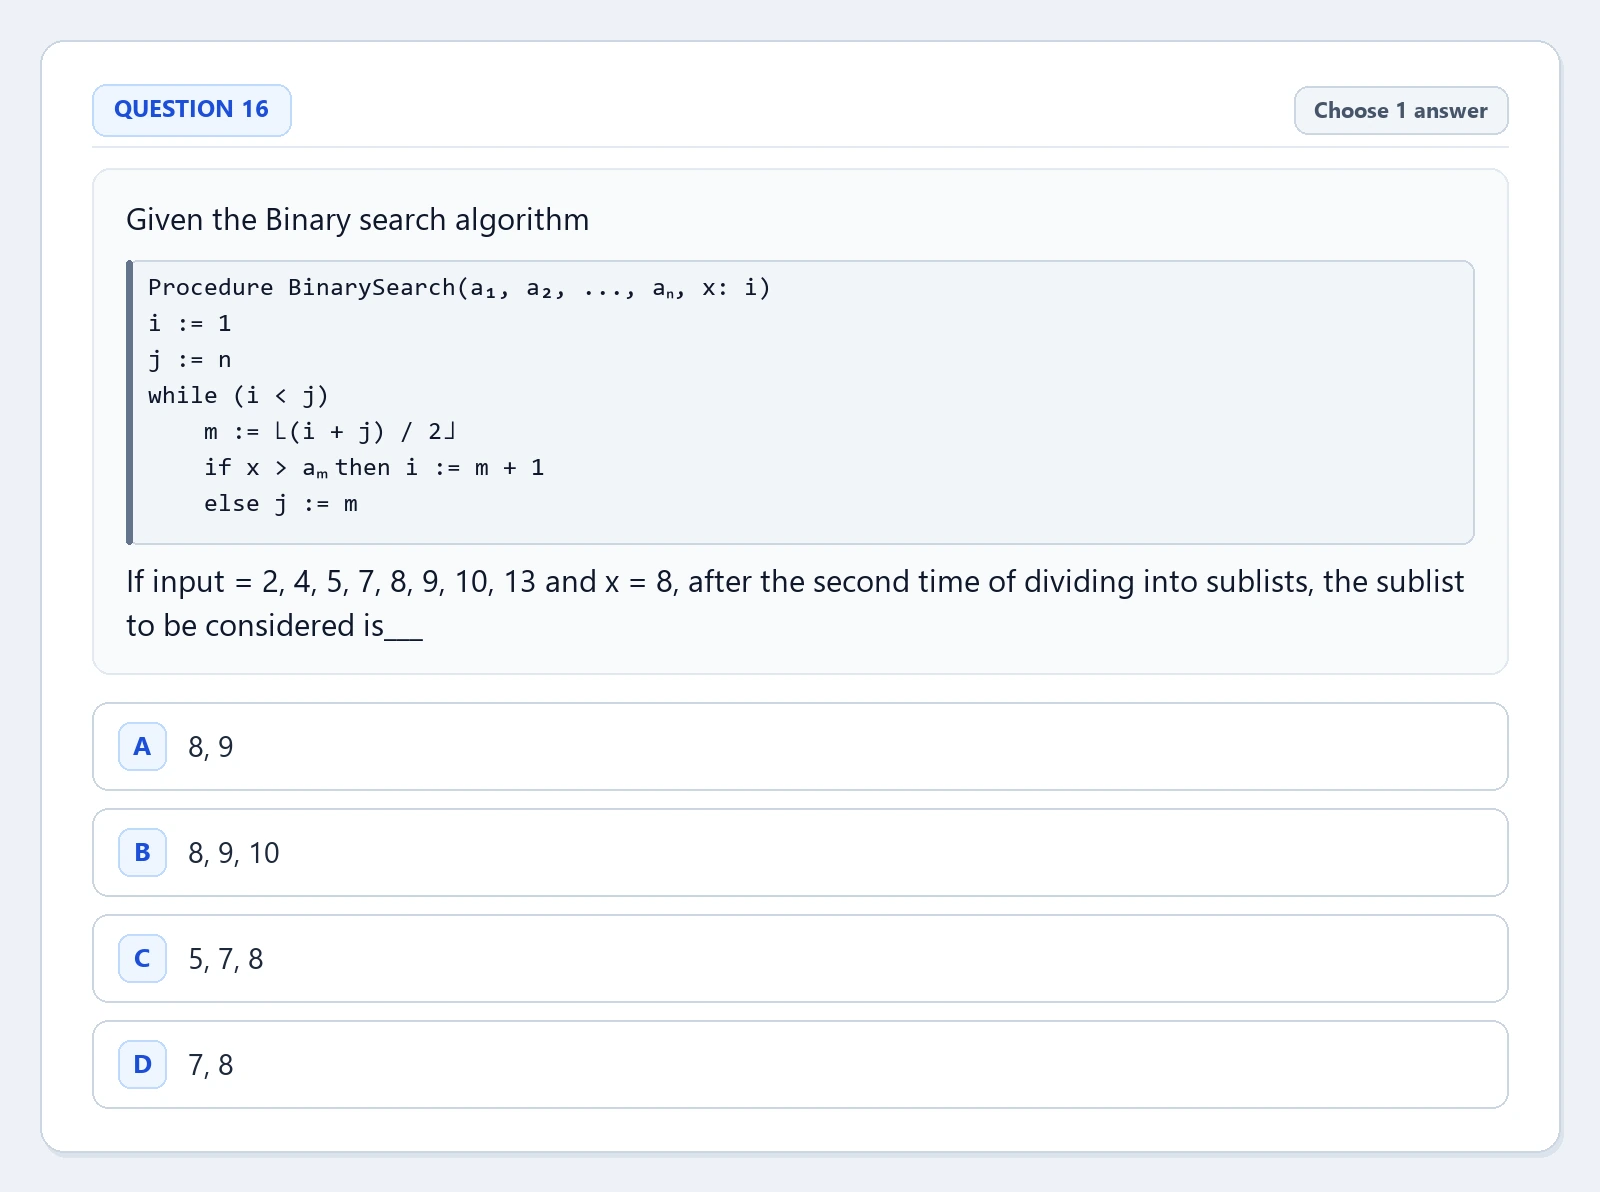 QUESTION 16
Choose 1 answer
Given the Binary search algorithm
Procedure BinarySearch(a₁, a₂, ..., aₙ, x: i)
i := 1
j := n
while (i < j)
    m := ⌊(i + j) / 2⌋
    if x > aₘ then i := m + 1
    else j := m
If input = 2, 4, 5, 7, 8, 9, 10, 13 and x = 8, after the second time of dividing into sublists, the sublist
to be considered is___
A 8, 9
B 8, 9, 10
C 5, 7, 8
D 7, 8